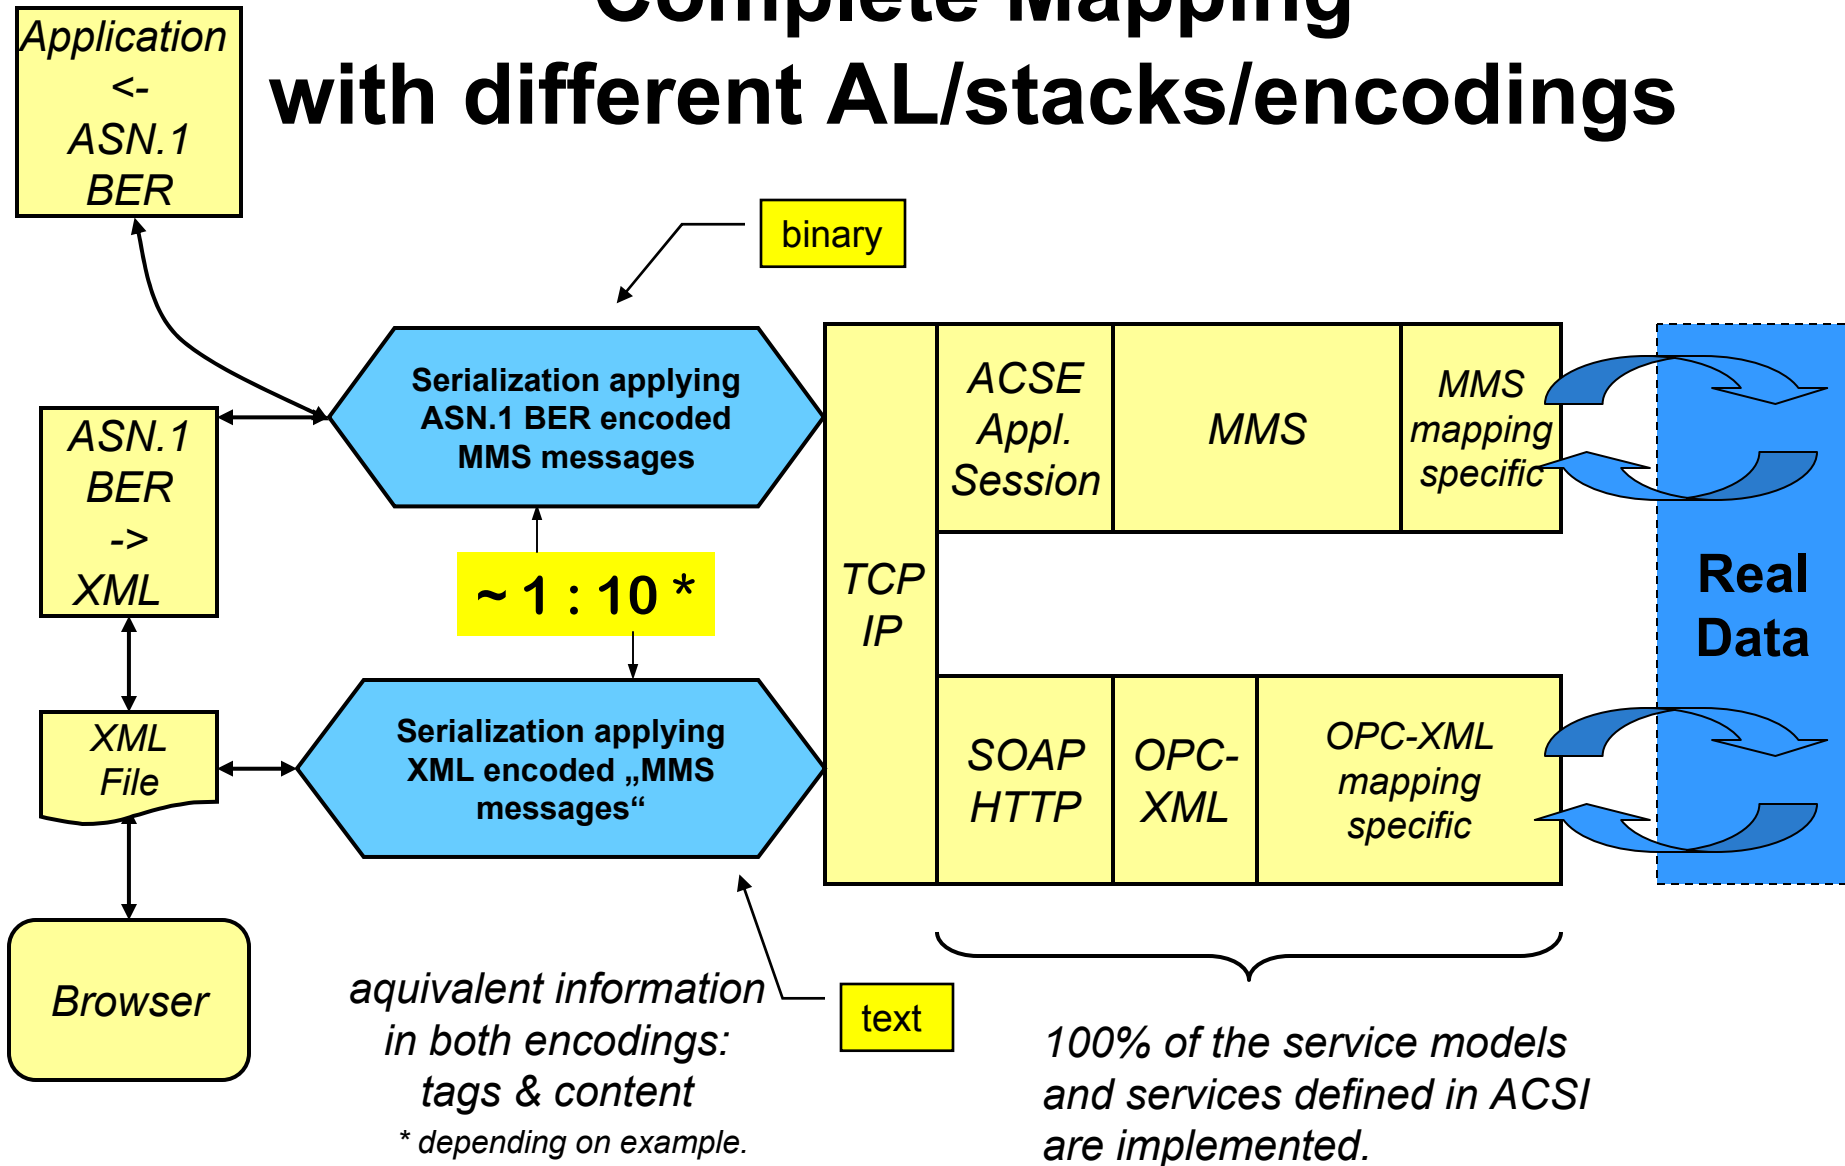 Complete Mapping
with different AL/stacks/encodings
Application
<-
ASN.1
BER
binary
Serialization applying
ASN.1 BER encoded
MMS messages
ASN.1
BER
->
XML
~ 1 : 10 *
XML
File
Serialization applying
XML encoded „MMS
messages“
Browser
TCP
IP
ACSE
Appl.
Session
MMS
MMS
mapping
specific
SOAP
HTTP
OPC-
XML
OPC-XML
mapping
specific
Real
Data
aquivalent information
in both encodings:
tags & content
* depending on example.
text
100% of the service models
and services defined in ACSI
are implemented.